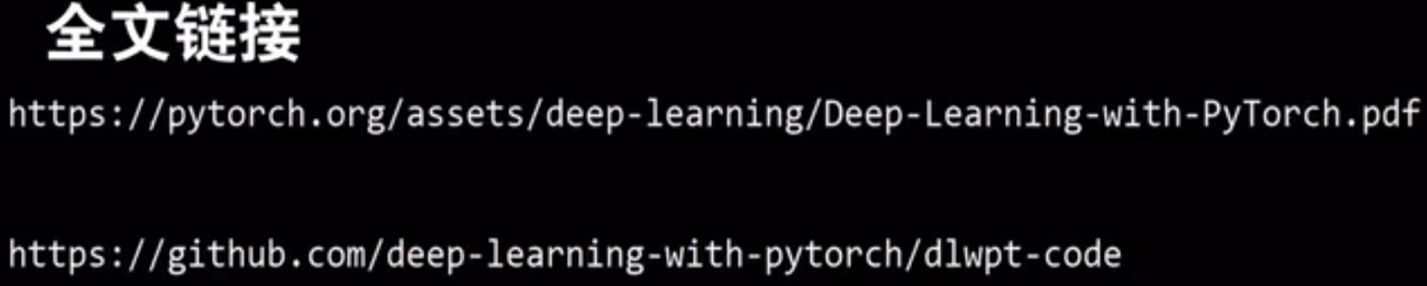 全文链接
https://pytorch.org/assets/deep-learning/Deep-Learning-with-PyTorch.pdf
https://github.com/deep-learning-with-pytorch/dlwpt-code